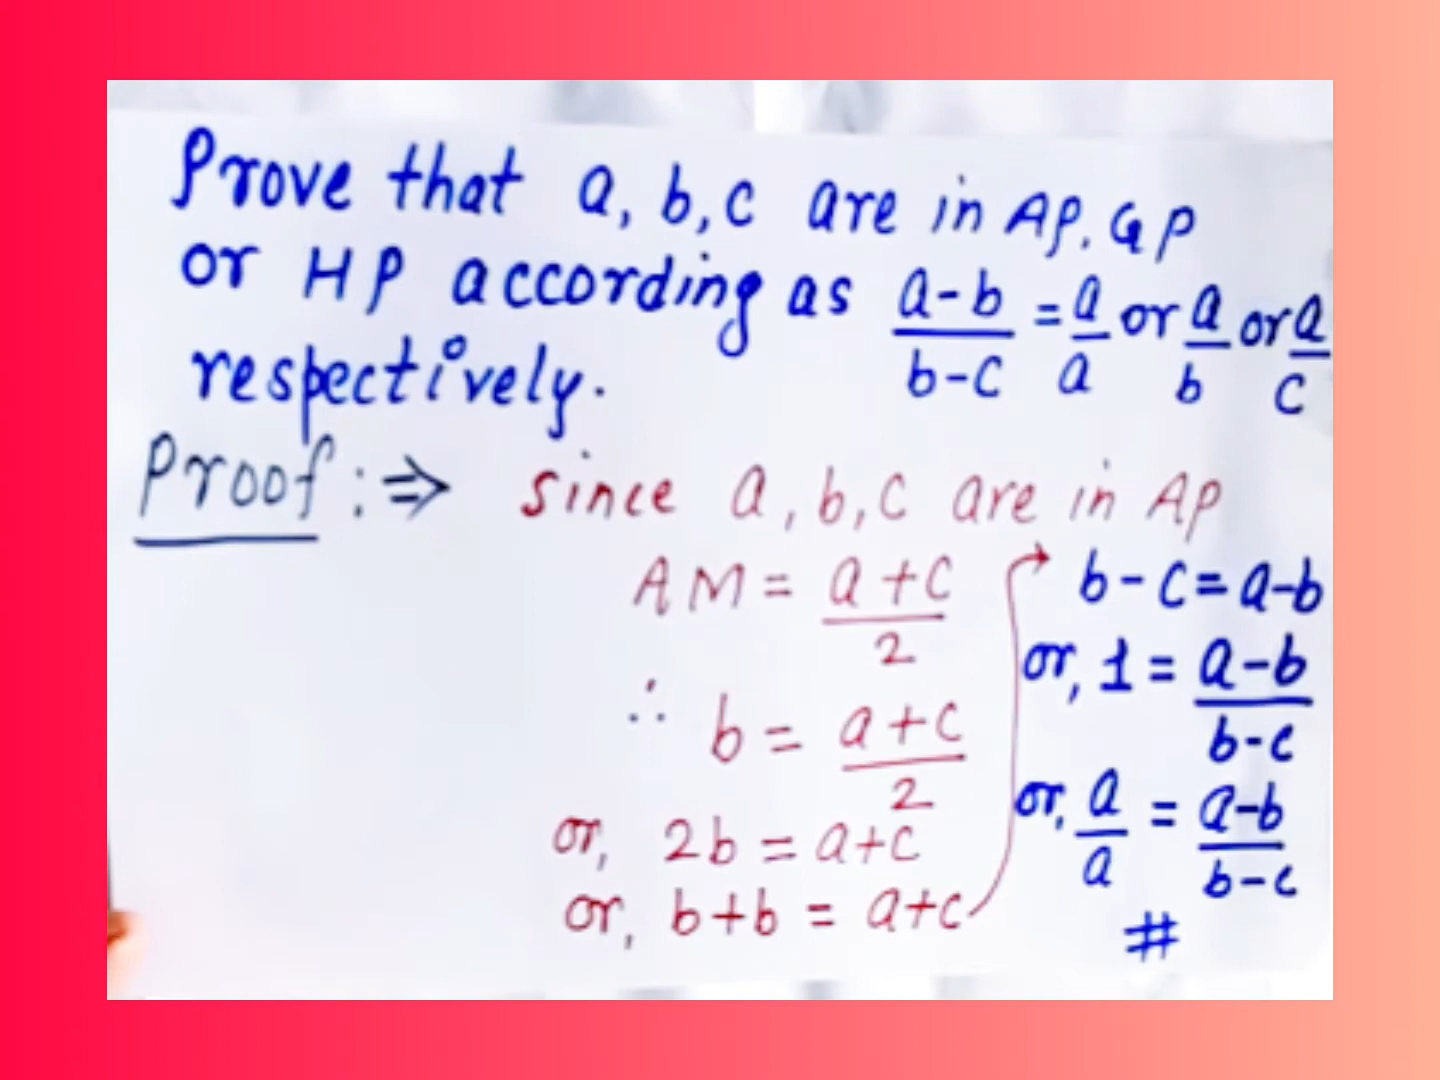 Prove that a, b, c are in AP. GP
or HP according as a-b/b-c = a/a or a/b or a/c
respectively.
Proof :⇒ since a, b, c are in AP
AM = a+c/2
∴ b = a+c/2
or, 2b = a+c
or, b+b = a+c
b-c = a-b
or, 1 = a-b/b-c
or, a/a = a-b/b-c
#